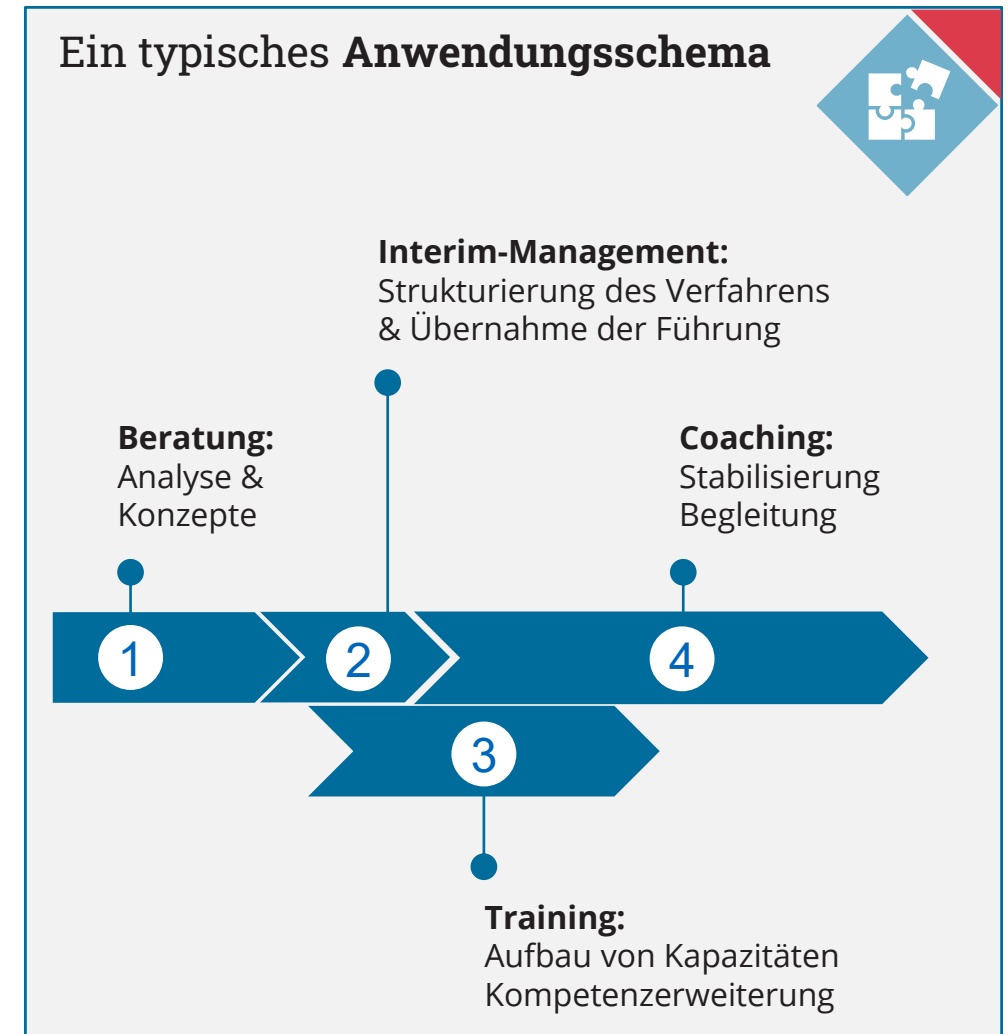 Ein typisches Anwendungsschema
Interim-Management:
Strukturierung des Verfahrens
& Übernahme der Führung
Beratung:
Analyse &
Konzepte
Coaching:
Stabilisierung
Begleitung
1
2
4
3
Training:
Aufbau von Kapazitäten
Kompetenzerweiterung